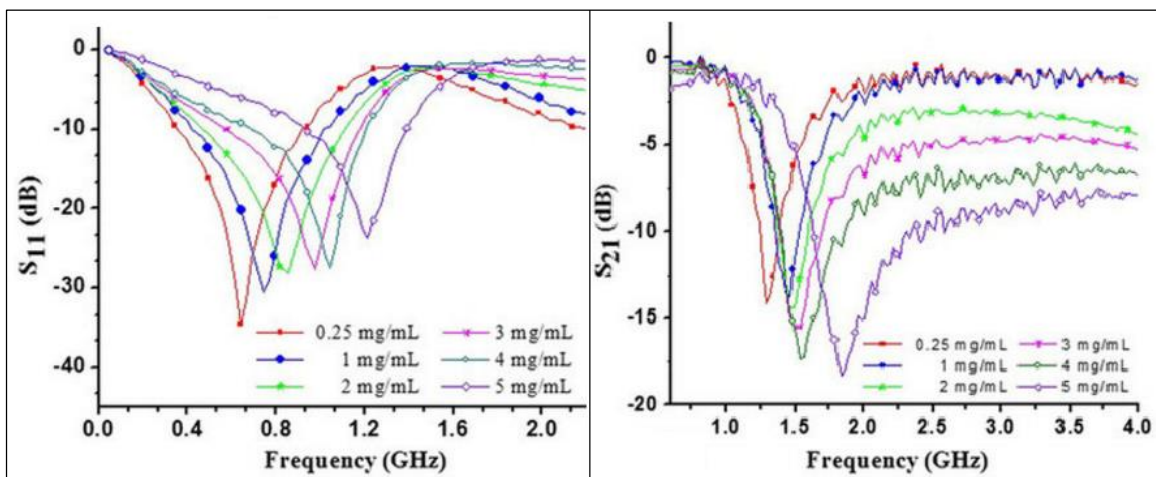 0
-10
-20
-30
-40
S11 (dB)
0.25 mg/mL
1 mg/mL
2 mg/mL
3 mg/mL
4 mg/mL
5 mg/mL
0.0 0.4 0.8 1.2 1.6 2.0
Frequency (GHz)
0
-5
-10
-15
-20
S21 (dB)
0.25 mg/mL
1 mg/mL
2 mg/mL
3 mg/mL
4 mg/mL
5 mg/mL
1.0 1.5 2.0 2.5 3.0 3.5 4.0
Frequency (GHz)